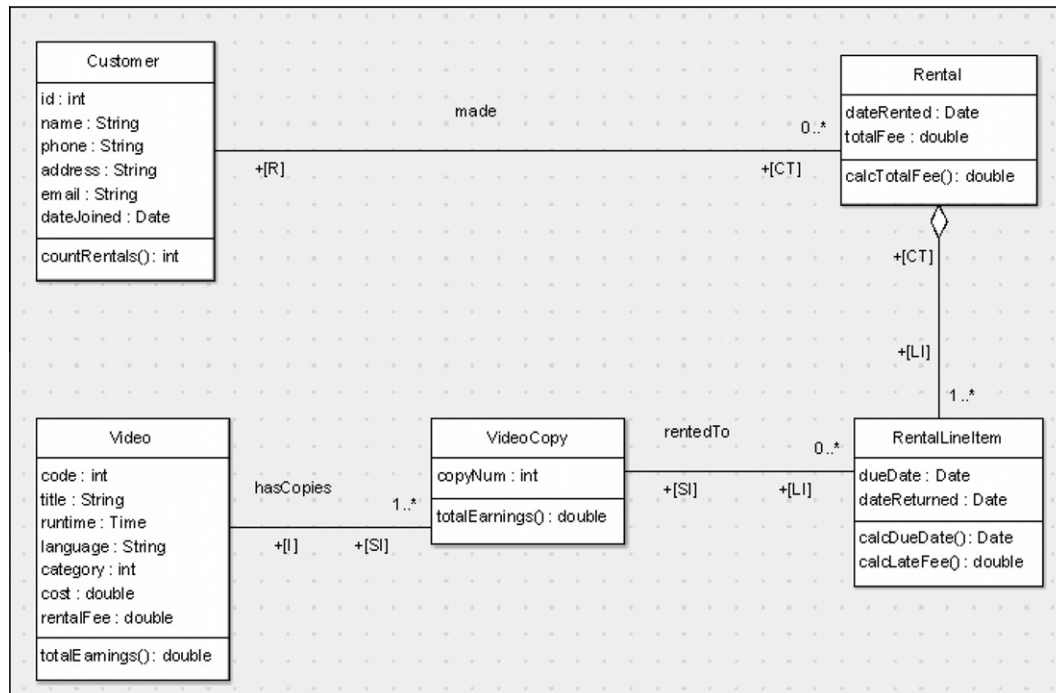 Customer
id : int
name : String
phone : String
address : String
email : String
dateJoined : Date
countRentals() : int
made
0..*
+[R]
+[CT]
Rental
dateRented : Date
totalFee : double
calcTotalFee() : double
+[CT]
+[LI]
1..*
Video
code : int
title : String
runtime : Time
language : String
category : int
cost : double
rentalFee : double
totalEarnings() : double
hasCopies
1..*
+[I]
+[SI]
VideoCopy
copyNum : int
totalEarnings() : double
rentedTo
0..*
+[SI]
+[LI]
RentalLineItem
dueDate : Date
dateReturned : Date
calcDueDate() : Date
calcLateFee() : double